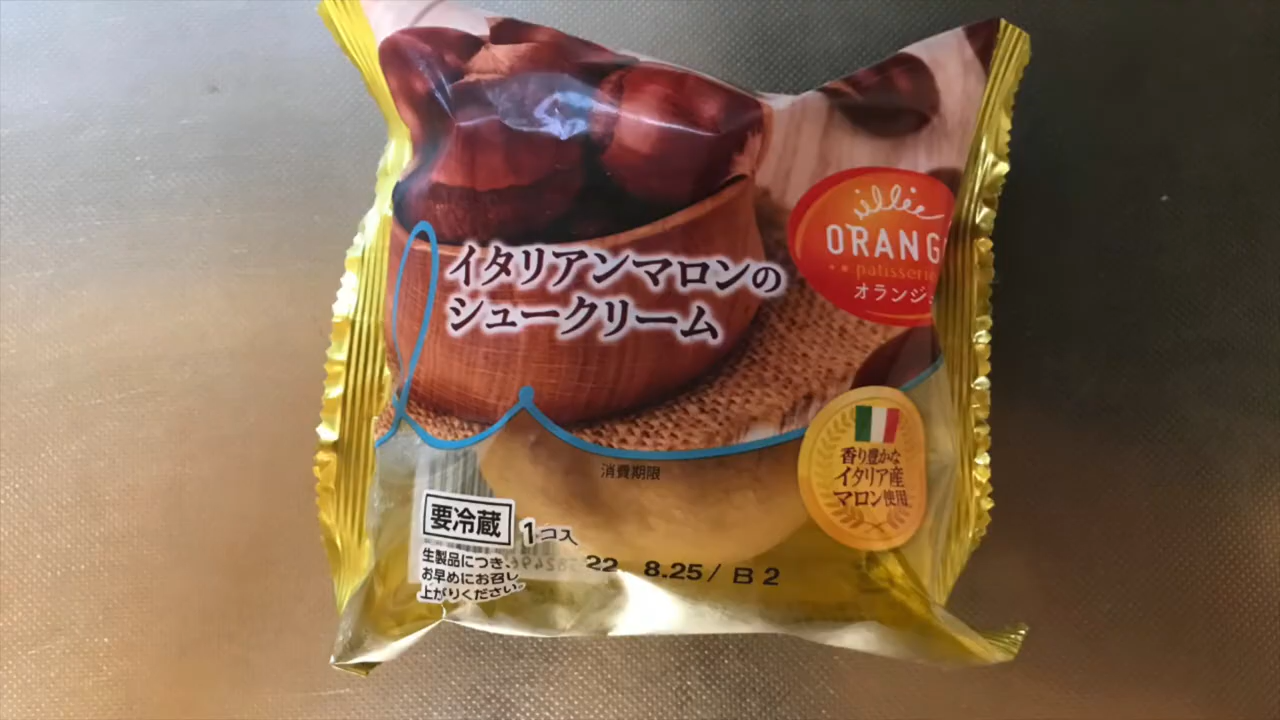 ORANG
patisserie
オランジ
イタリアンマロンの
シュークリーム
香り豊かな
イタリア産
マロン使用
消費期限
要冷蔵
1コ入
生製品につき、
お早めにお召し
上がりください。
22 8.25/ B 2